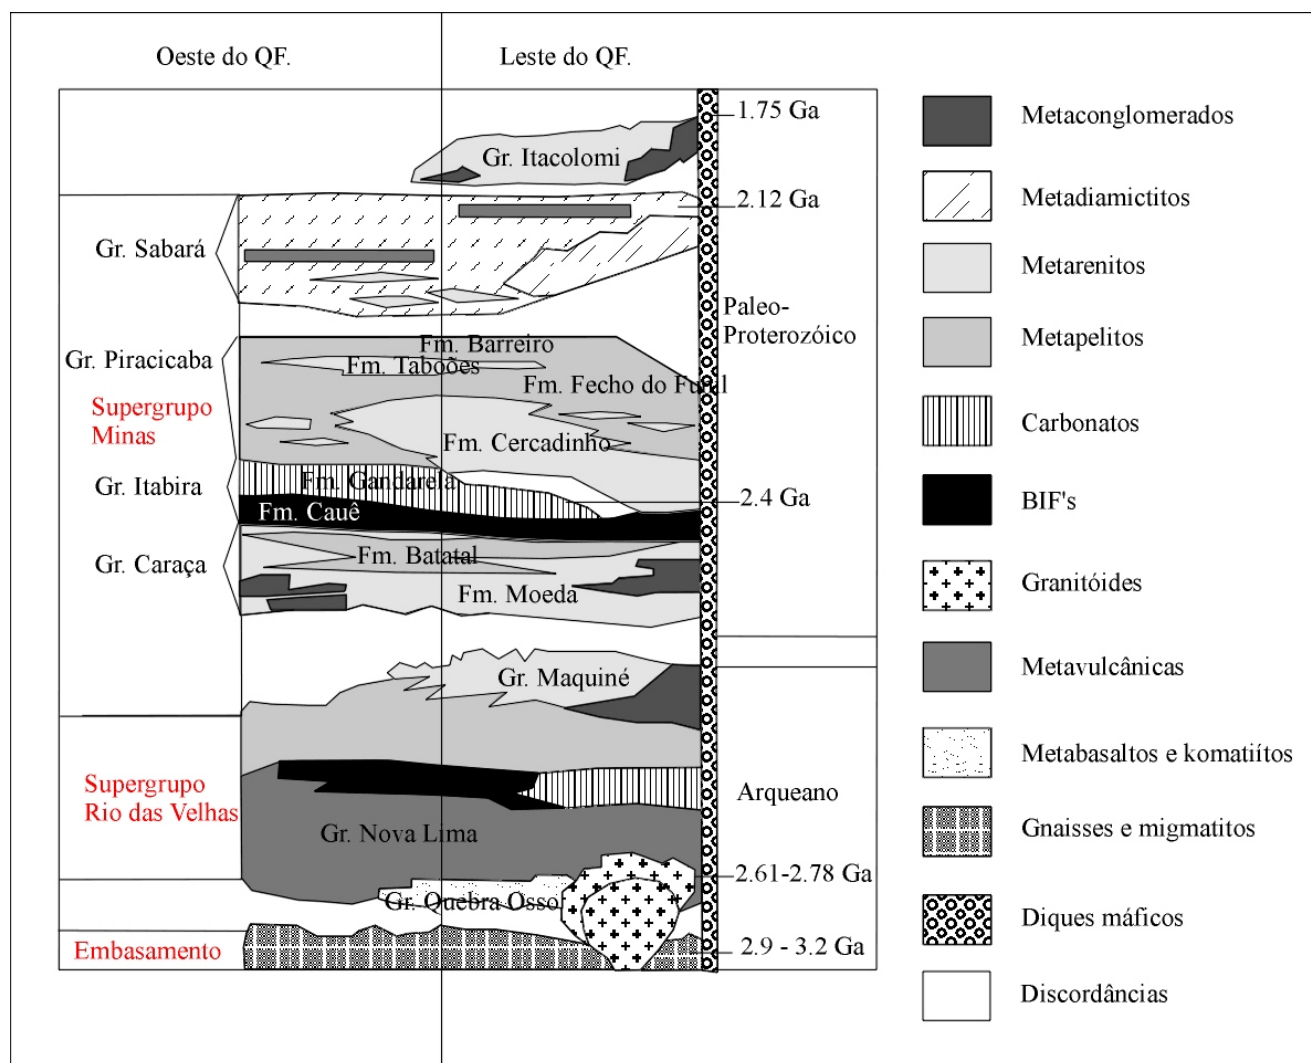 Oeste do QF.
Leste do QF.
1.75 Ga
Gr. Itacolomi
2.12 Ga
Gr. Sabará
Paleo-
Proterozóico
Gr. Piracicaba
Fm. Barreiro
Fm. Taboões
Fm. Fecho do Funil
Supergrupo
Minas
Fm. Cercadinho
Gr. Itabira
Fm. Gandarela
2.4 Ga
Fm. Cauê
Gr. Caraça
Fm. Batatal
Fm. Moeda
Gr. Maquiné
Supergrupo
Rio das Velhas
Arqueano
Gr. Nova Lima
2.61-2.78 Ga
Gr. Quebra Osso
Embasamento
2.9 - 3.2 Ga
Metaconglomerados
Metadiamictitos
Metarenitos
Metapelitos
Carbonatos
BIF's
Granitóides
Metavulcânicas
Metabasaltos e komatiítos
Gnaisses e migmatitos
Diques máficos
Discordâncias